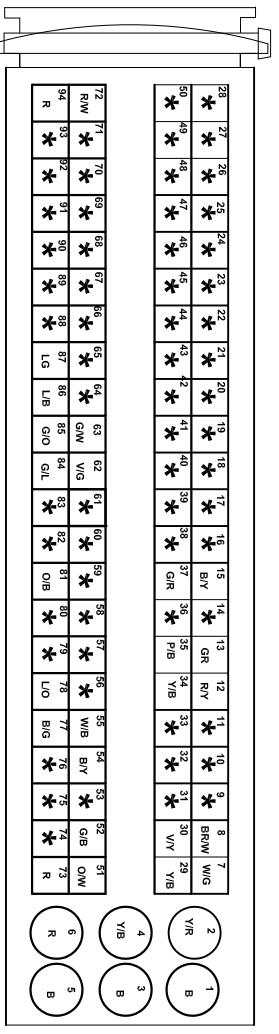 28 27 26 25 24 23 22 21 20 19 18 17 16 15 14 13 12 11 10 9 8 7 2 1
* * * * * * * * * * * * * B/Y * GR R/Y * * * BR/W W/G Y/R B
50 49 48 47 46 45 44 43 42 41 40 39 38 37 36 35 34 33 32 31 30 29 4 3
* * * * * * * * * * * * * G/R * P/B Y/B * * * V/Y Y/B Y/B B
72 71 70 69 68 67 66 65 64 63 62 61 60 59 58 57 56 55 54 53 52 51
R/W * * * * * * * * G/W V/G * * * * * * W/B B/Y * G/B O/W
94 93 92 91 90 89 88 87 86 85 84 83 82 81 80 79 78 77 76 75 74 73 6 5
R * * * * * * LG L/B G/O G/L * * O/B * * L/O B/G * * * R R B